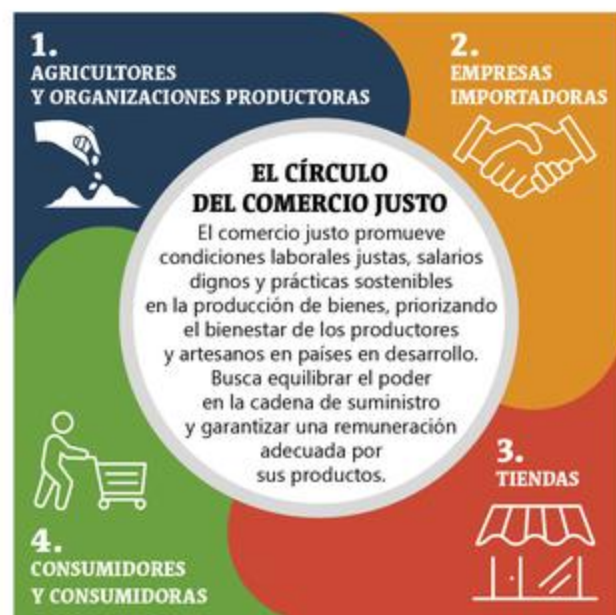 1.
AGRICULTORES
Y ORGANIZACIONES PRODUCTORAS
2.
EMPRESAS
IMPORTADORAS
EL CÍRCULO
DEL COMERCIO JUSTO
El comercio justo promueve
condiciones laborales justas, salarios
dignos y prácticas sostenibles
en la producción de bienes, priorizando
el bienestar de los productores
y artesanos en países en desarrollo.
Busca equilibrar el poder
en la cadena de suministro
y garantizar una remuneración
adecuada por
sus productos.
3.
TIENDAS
4.
CONSUMIDORES
Y CONSUMIDORAS